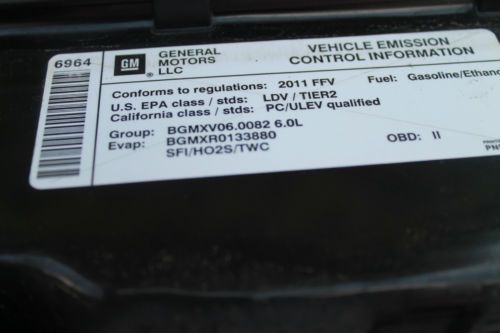 6964
GM
GENERAL
MOTORS
LLC
VEHICLE EMISSION
CONTROL INFORMATION
Conforms to regulations: 2011 FFV
Fuel: Gasoline/Ethan
U.S. EPA class / stds: LDV / TIER2
California class / stds: PC/ULEV qualified
Group: BGMXV06.0082 6.0L
Evap: BGMXR0133880
OBD: II
SFI/HO2S/TWC